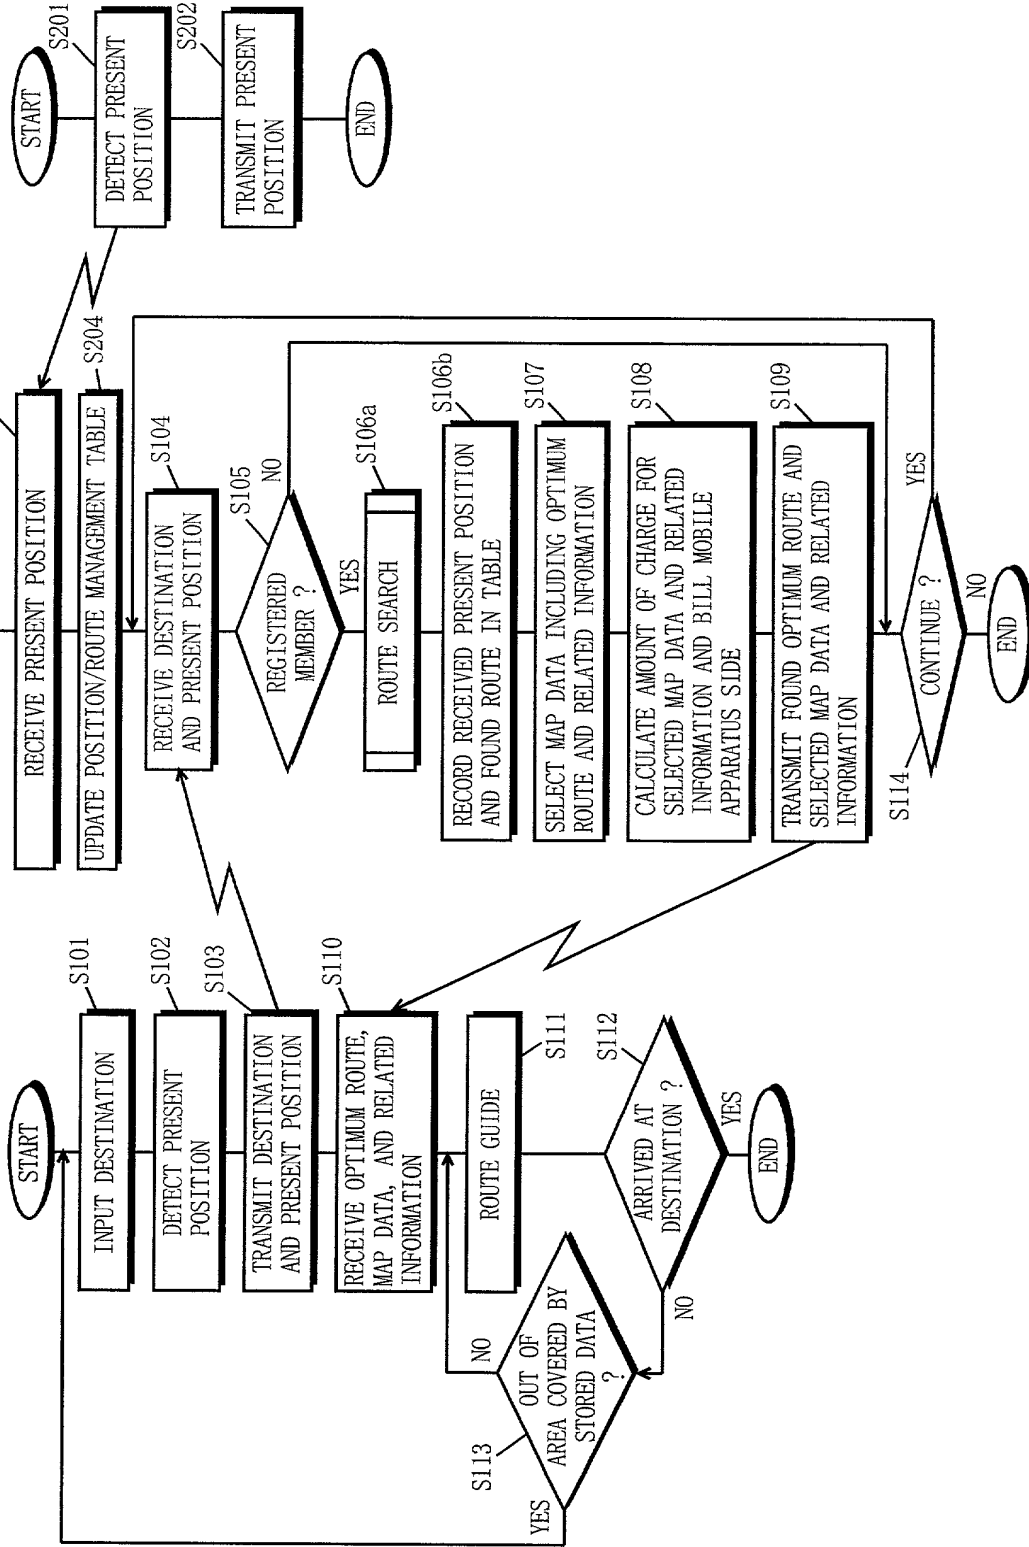 START
INPUT DESTINATION
S101
DETECT PRESENT
POSITION
S102
TRANSMIT DESTINATION
AND PRESENT POSITION
S103
RECEIVE OPTIMUM ROUTE,
MAP DATA, AND RELATED
INFORMATION
S110
ROUTE GUIDE
S111
ARRIVED AT
DESTINATION ?
S112
YES
NO
END
OUT OF
AREA COVERED BY
STORED DATA
?
S113
NO
YES
RECEIVE PRESENT POSITION
UPDATE POSITION/ROUTE MANAGEMENT TABLE
S204
RECEIVE DESTINATION
AND PRESENT POSITION
S104
REGISTERED
MEMBER ?
S105
NO
YES
ROUTE SEARCH
S106a
RECORD RECEIVED PRESENT POSITION
AND FOUND ROUTE IN TABLE
S106b
SELECT MAP DATA INCLUDING OPTIMUM
ROUTE AND RELATED INFORMATION
S107
CALCULATE AMOUNT OF CHARGE FOR
SELECTED MAP DATA AND RELATED
INFORMATION AND BILL MOBILE
APPARATUS SIDE
S108
TRANSMIT FOUND OPTIMUM ROUTE AND
SELECTED MAP DATA AND RELATED
INFORMATION
S109
CONTINUE ?
S114
YES
NO
END
START
DETECT PRESENT
POSITION
S201
TRANSMIT PRESENT
POSITION
S202
END